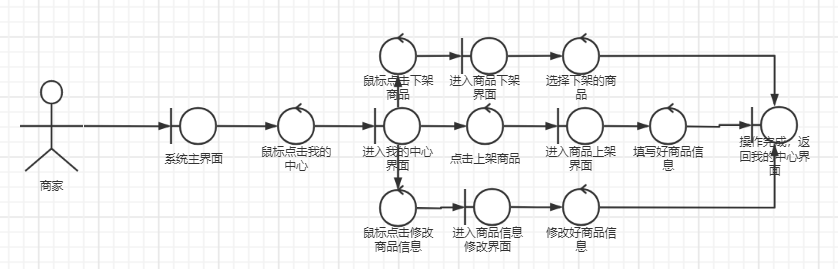 鼠标点击下架
商品
进入商品下架
界面
选择下架的商
品
商家
系统主界面
鼠标点击我的
中心
进入我的中心
界面
点击上架商品
进入商品上架
界面
填写好商品信
息
操作完成，返
回我的中心界
面
鼠标点击修改
商品信息
进入商品信息
修改界面
修改好商品信
息